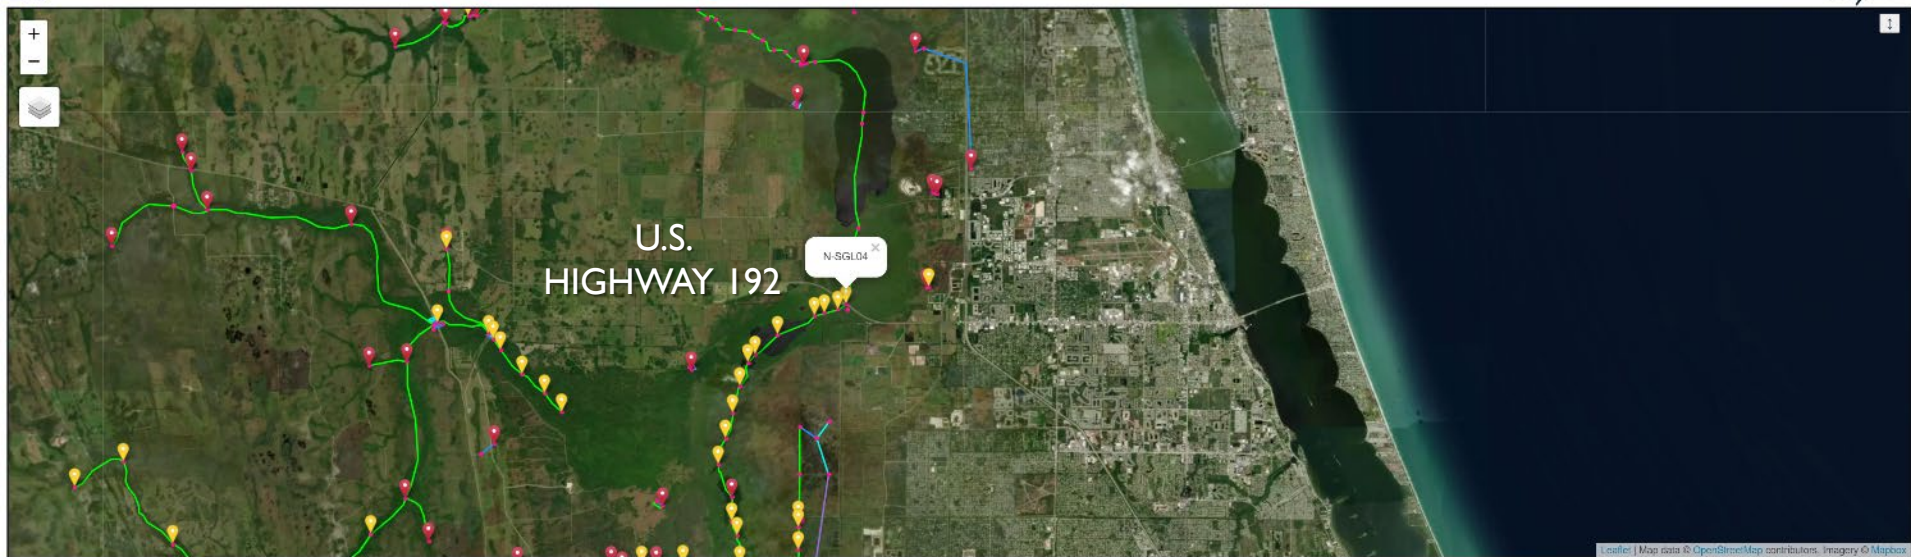 +
−
U.S.
HIGHWAY 192
N-SGL04 ×
Leaflet | Map data © OpenStreetMap contributors, Imagery © Mapbox